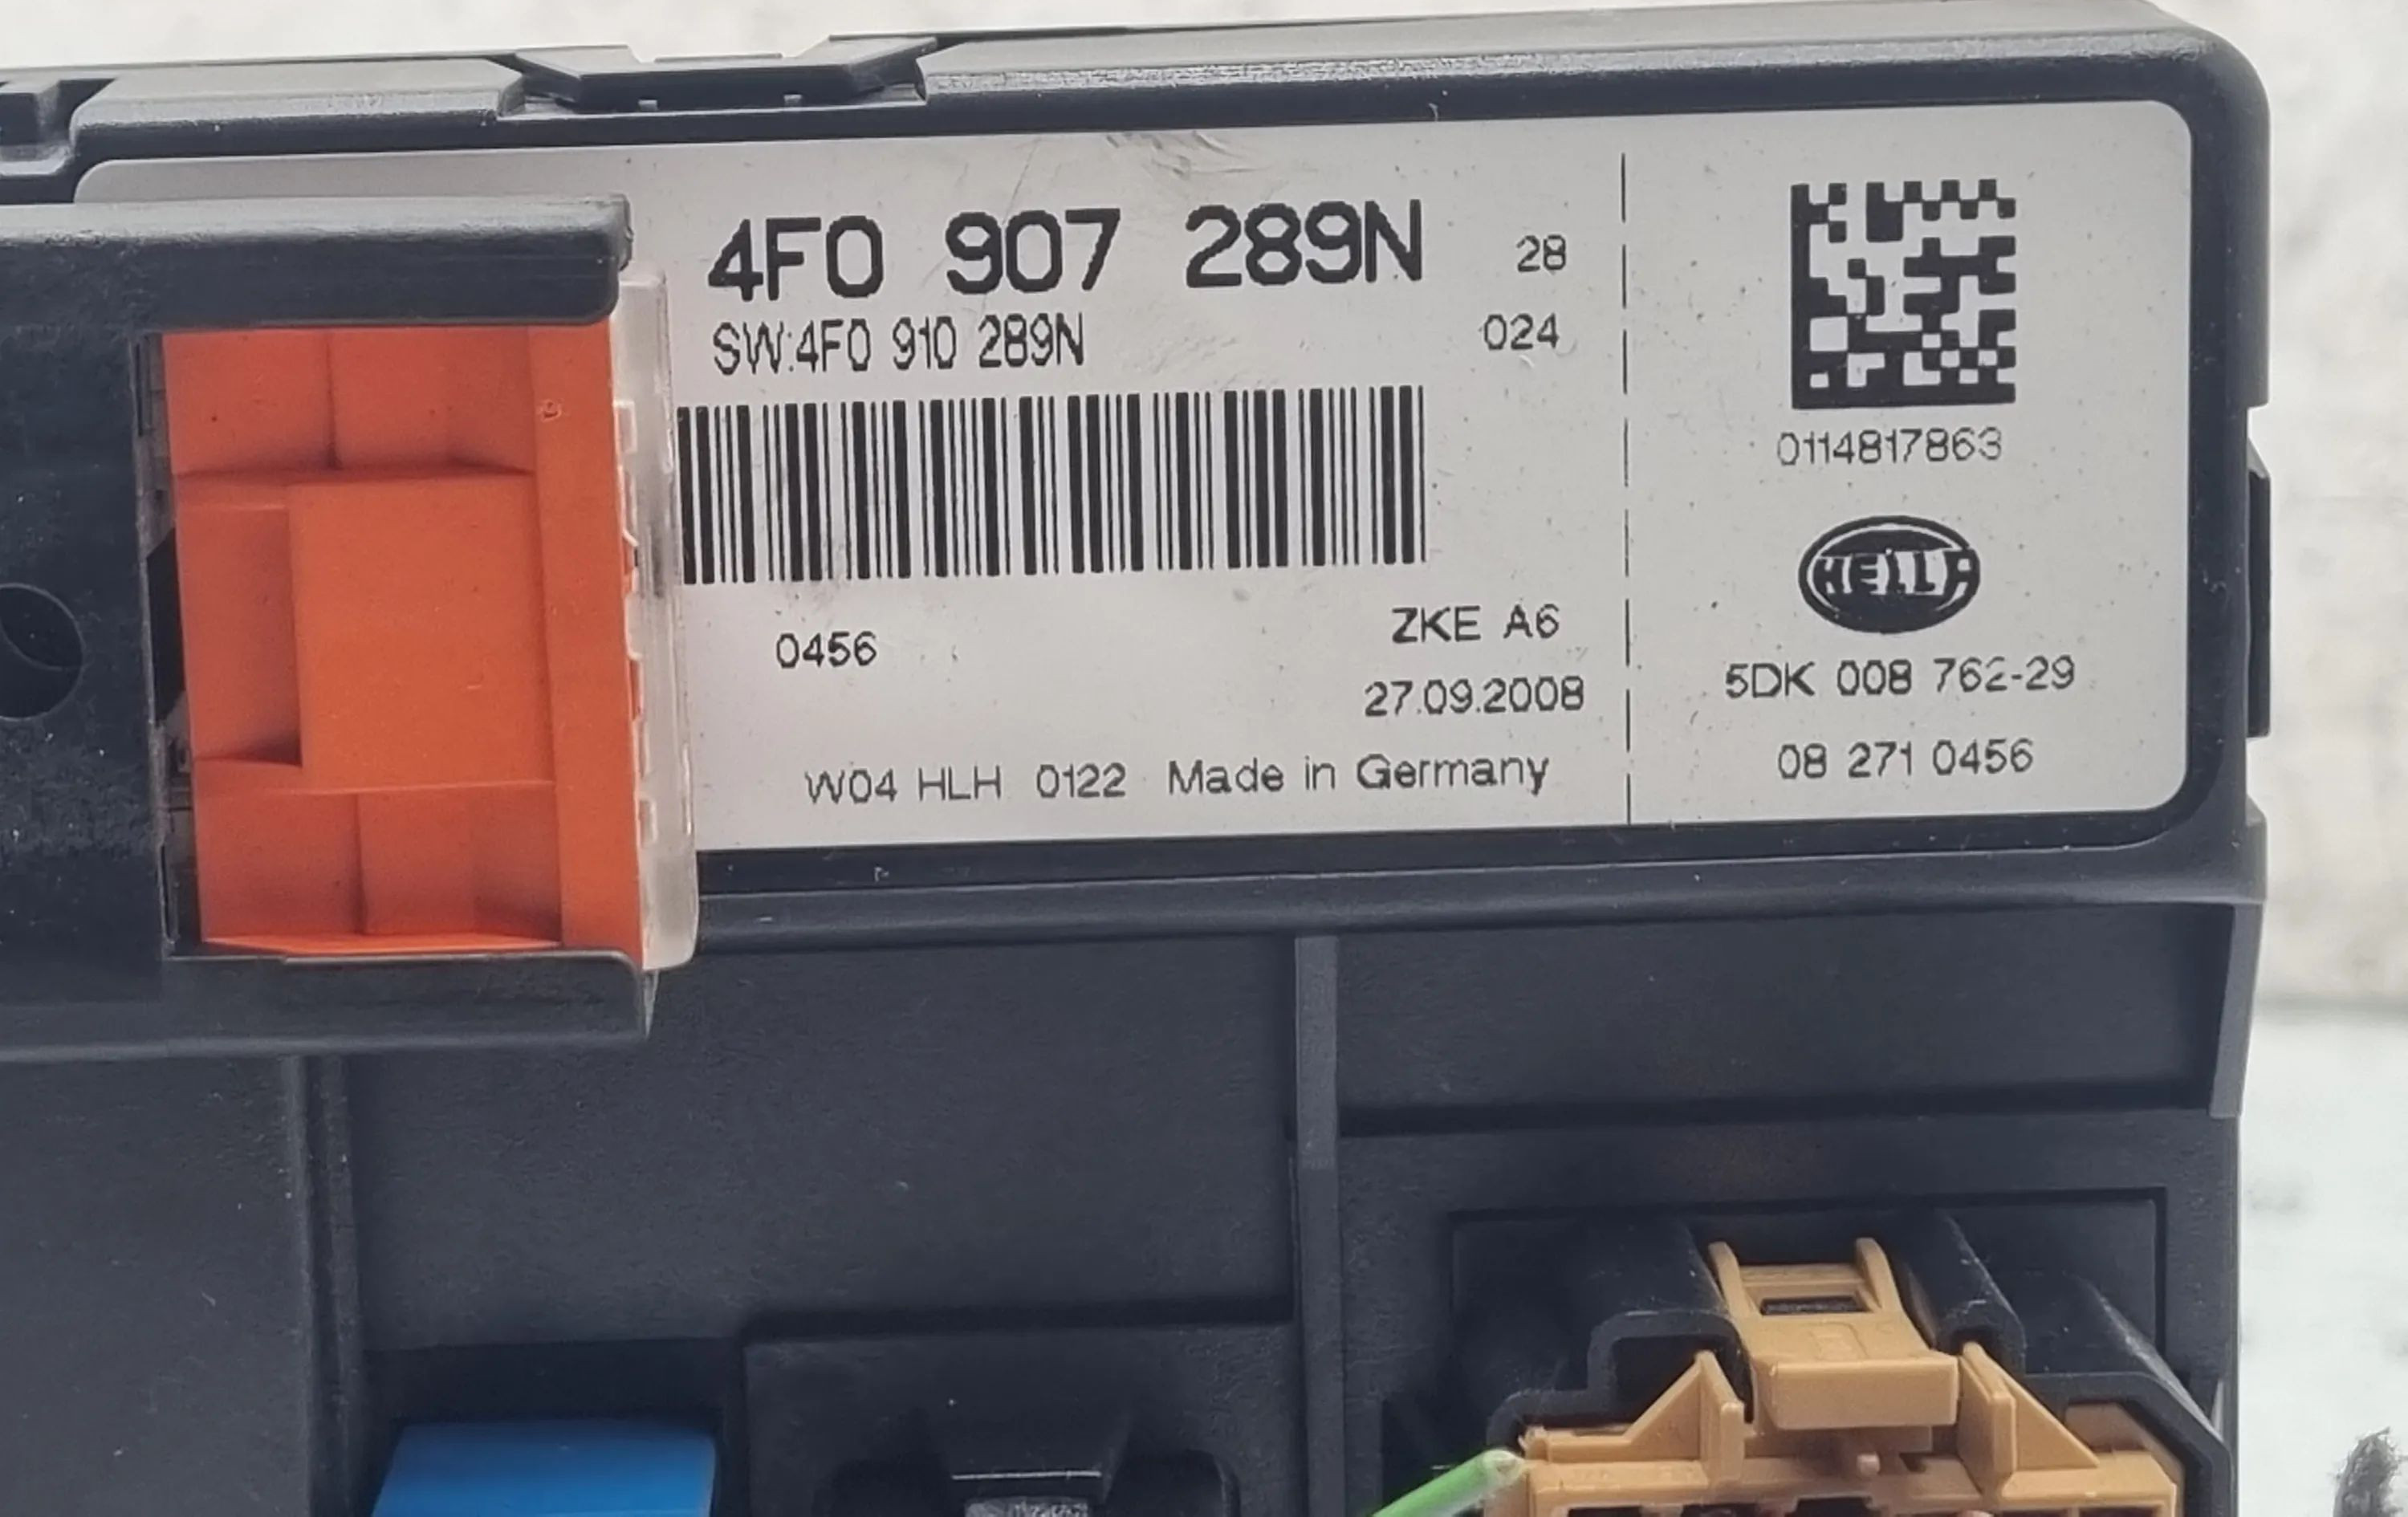 4F0 907 289N 28
SW:4F0 910 289N 024
0456
ZKE A6
27.09.2008
W04 HLH 0122 Made in Germany
0114817863
HELLA
5DK 008 762-29
08 271 0456